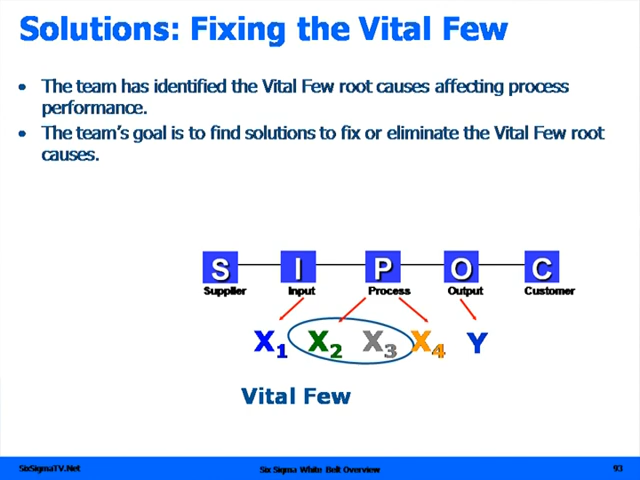 Solutions: Fixing the Vital Few
• The team has identified the Vital Few root causes affecting process
performance.
• The team's goal is to find solutions to fix or eliminate the Vital Few root
causes.
S I P O C
Supplier Input Process Output Customer
X1 X2 X3 X4 Y
Vital Few
SixSigmaTV.Net Six Sigma White Belt Overview 93